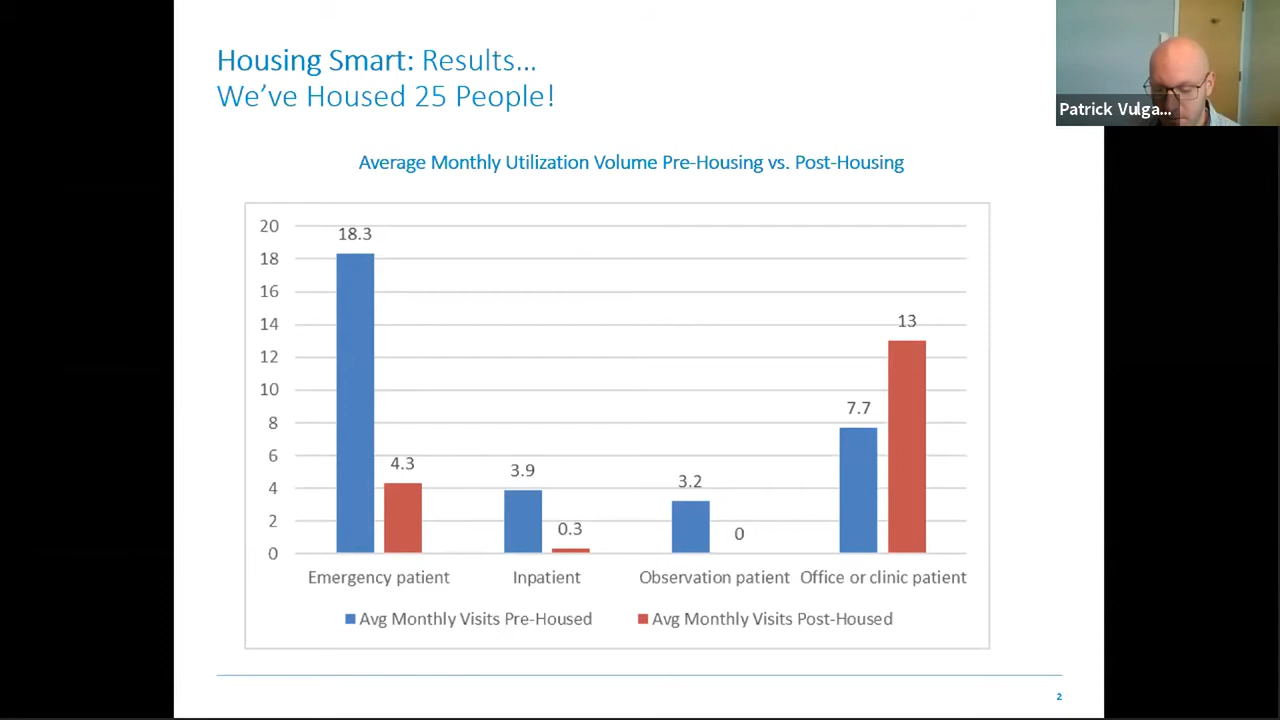 Housing Smart: Results...
We've Housed 25 People!
Patrick Vulga...
Average Monthly Utilization Volume Pre-Housing vs. Post-Housing
20
18
16
14
12
10
8
6
4
2
0
18.3
4.3
3.9
0.3
3.2
0
7.7
13
Emergency patient
Inpatient
Observation patient
Office or clinic patient
Avg Monthly Visits Pre-Housed
Avg Monthly Visits Post-Housed
2